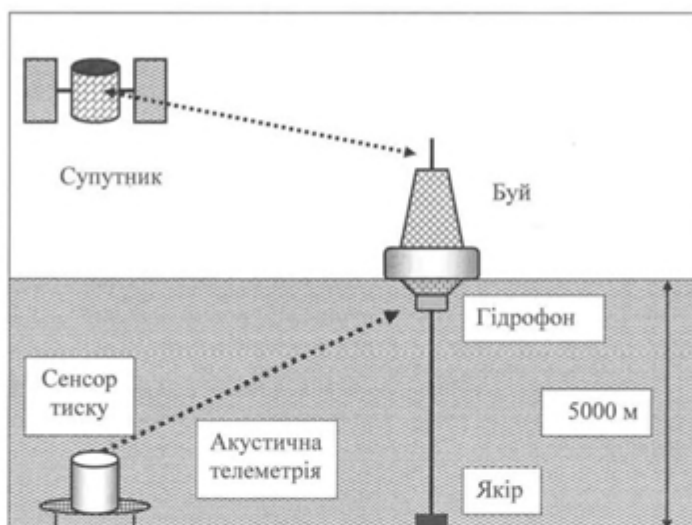 Супутник
Буй
Гідрофон
Сенсор
тиску
5000 м
Акустична
телеметрія
Якір